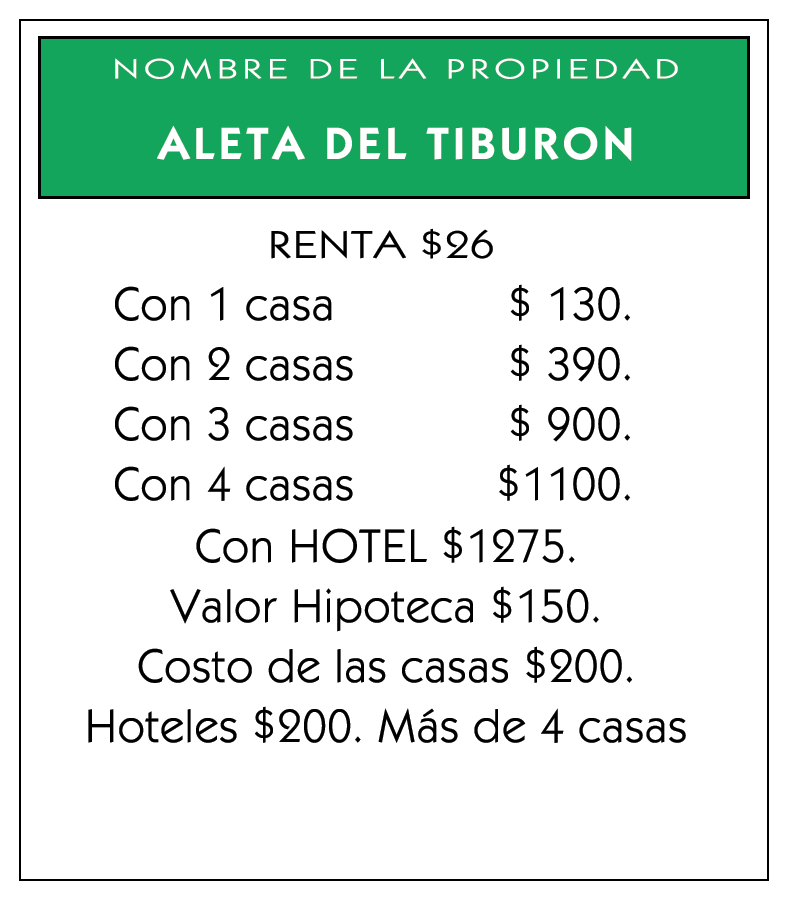 NOMBRE DE LA PROPIEDAD
ALETA DEL TIBURON
RENTA $26
Con 1 casa $ 130.
Con 2 casas $ 390.
Con 3 casas $ 900.
Con 4 casas $1100.
Con HOTEL $1275.
Valor Hipoteca $150.
Costo de las casas $200.
Hoteles $200. Más de 4 casas